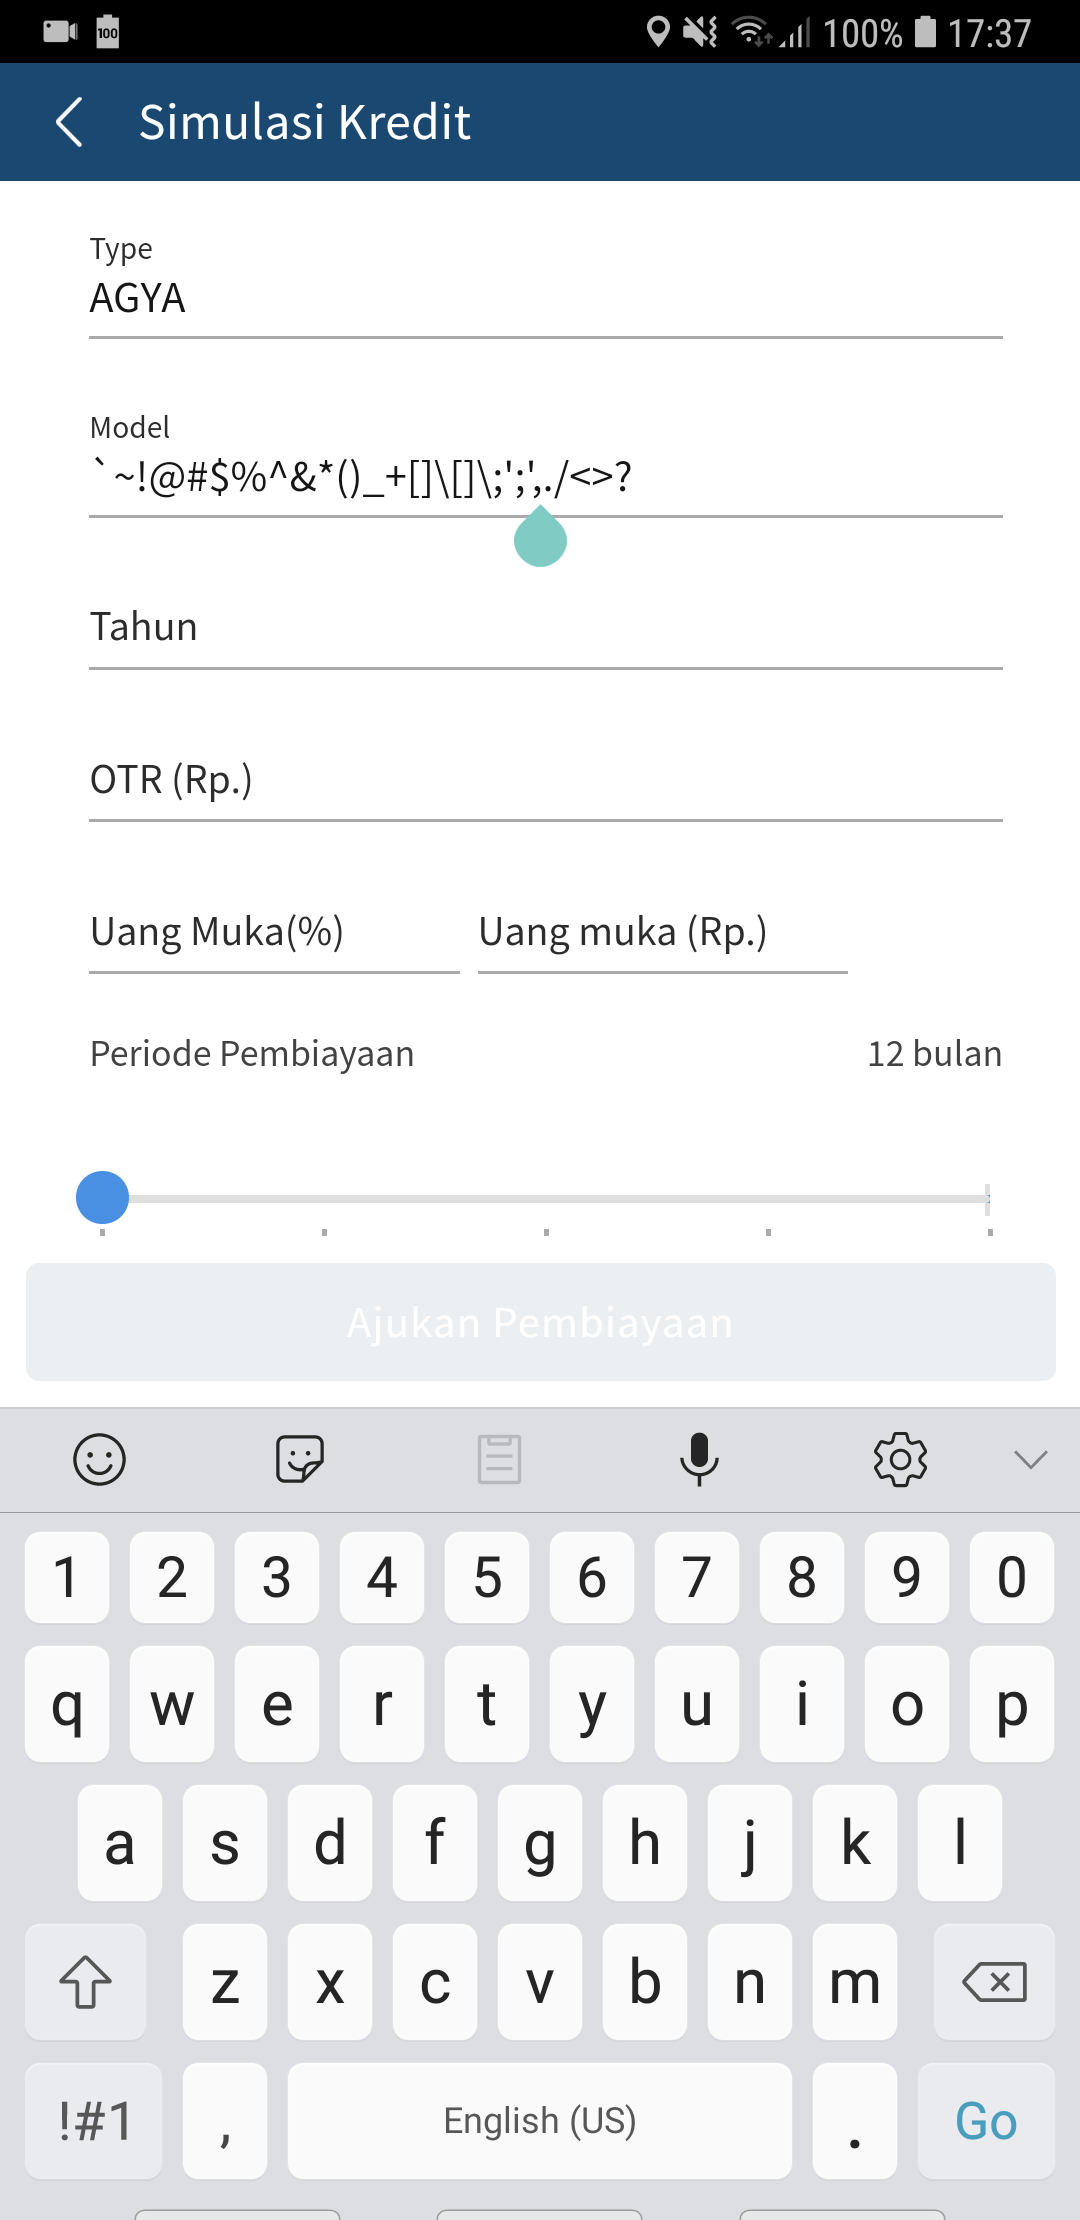 100 100% 17:37
Simulasi Kredit
Type
AGYA
Model
`~!@#$%^&*()_+[]\[]\;';',./<>?
Tahun
OTR (Rp.)
Uang Muka(%) Uang muka (Rp.)
Periode Pembiayaan 12 bulan
Ajukan Pembiayaan
1 2 3 4 5 6 7 8 9 0
q w e r t y u i o p
a s d f g h j k l
z x c v b n m
!#1 , English (US) . Go